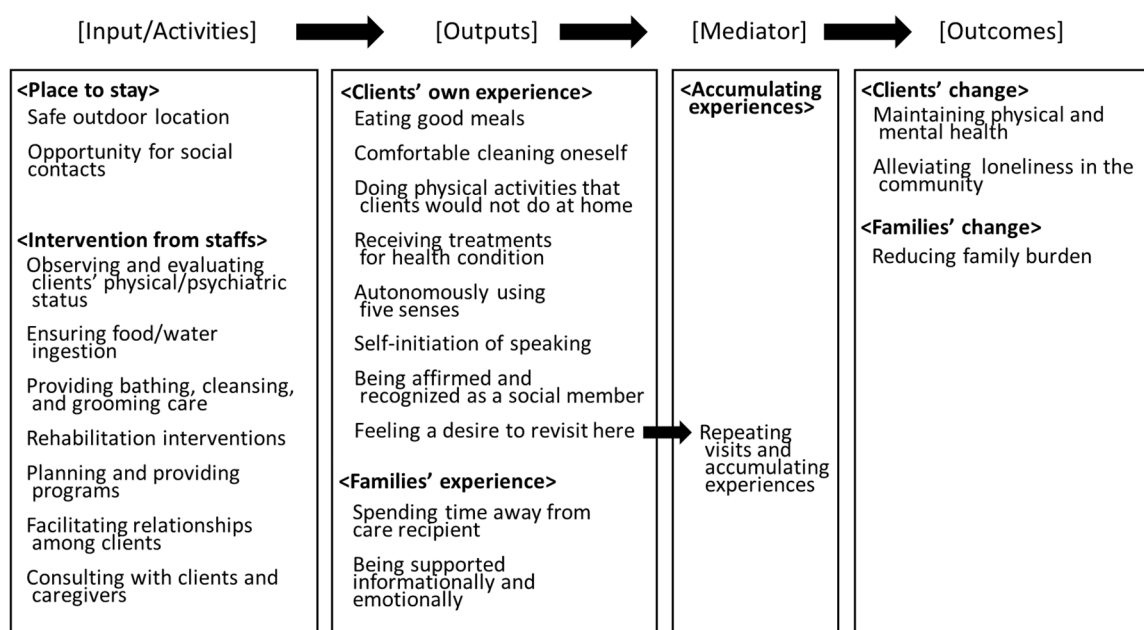 [Input/Activities]
[Outputs]
[Mediator]
[Outcomes]
<Place to stay>
Safe outdoor location
Opportunity for social
contacts
<Intervention from staffs>
Observing and evaluating
clients' physical/psychiatric
status
Ensuring food/water
ingestion
Providing bathing, cleansing,
and grooming care
Rehabilitation interventions
Planning and providing
programs
Facilitating relationships
among clients
Consulting with clients and
caregivers
<Clients' own experience>
Eating good meals
Comfortable cleaning oneself
Doing physical activities that
clients would not do at home
Receiving treatments
for health condition
Autonomously using
five senses
Self-initiation of speaking
Being affirmed and
recognized as a social member
Feeling a desire to revisit here
<Families' experience>
Spending time away from
care recipient
Being supported
informationally and
emotionally
<Accumulating
experiences>
Repeating
visits and
accumulating
experiences
<Clients' change>
Maintaining physical and
mental health
Alleviating loneliness in the
community
<Families' change>
Reducing family burden